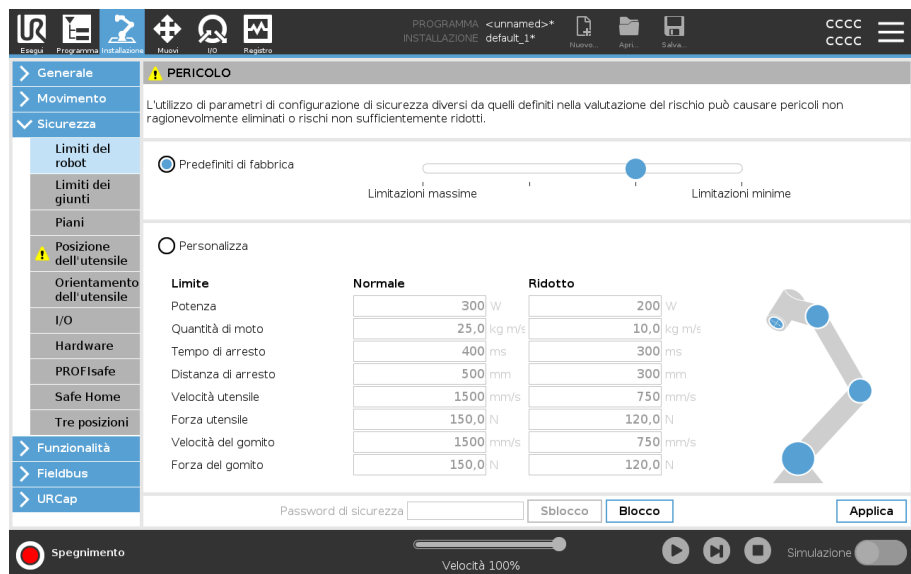 PROGRAMMA <unnamed>*
INSTALLAZIONE default_1*
Esegui Programma Installazione Muovi I/O Registro Nuovo... Apri... Salva...
CCCC
CCCC
Generale
Movimento
Sicurezza
Limiti del
robot
Limiti dei
giunti
Piani
Posizione
dell'utensile
Orientamento
dell'utensile
I/O
Hardware
PROFIsafe
Safe Home
Tre posizioni
Funzionalità
Fieldbus
URCap
PERICOLO
L'utilizzo di parametri di configurazione di sicurezza diversi da quelli definiti nella valutazione del rischio può causare pericoli non
ragionevolmente eliminati o rischi non sufficientemente ridotti.
Predefiniti di fabbrica
Limitazioni massime Limitazioni minime
Personalizza
Limite Normale Ridotto
Potenza 300 W 200 W
Quantità di moto 25,0 kg m/s 10,0 kg m/s
Tempo di arresto 400 ms 300 ms
Distanza di arresto 500 mm 300 mm
Velocità utensile 1500 mm/s 750 mm/s
Forza utensile 150,0 N 120,0 N
Velocità del gomito 1500 mm/s 750 mm/s
Forza del gomito 150,0 N 120,0 N
Password di sicurezza Sblocco Blocco Applica
Spegnimento
Velocità 100%
Simulazione